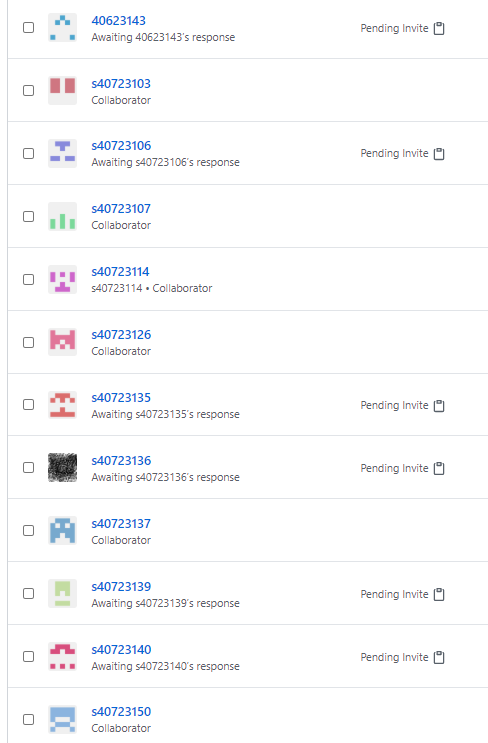 40623143
Awaiting 40623143's response
Pending Invite
s40723103
Collaborator
s40723106
Awaiting s40723106's response
Pending Invite
s40723107
Collaborator
s40723114
s40723114 • Collaborator
s40723126
Collaborator
s40723135
Awaiting s40723135's response
Pending Invite
s40723136
Awaiting s40723136's response
Pending Invite
s40723137
Collaborator
s40723139
Awaiting s40723139's response
Pending Invite
s40723140
Awaiting s40723140's response
Pending Invite
s40723150
Collaborator